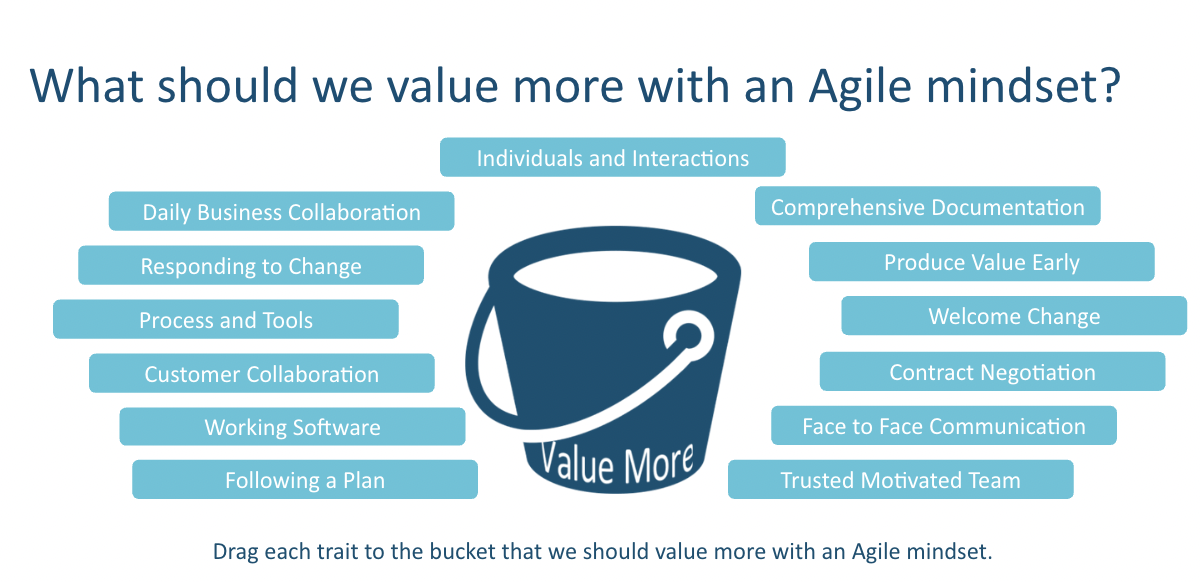 What should we value more with an Agile mindset?
Individuals and Interactions
Daily Business Collaboration
Comprehensive Documentation
Responding to Change
Produce Value Early
Process and Tools
Welcome Change
Customer Collaboration
Contract Negotiation
Working Software
Face to Face Communication
Following a Plan
Trusted Motivated Team
Value More
Drag each trait to the bucket that we should value more with an Agile mindset.